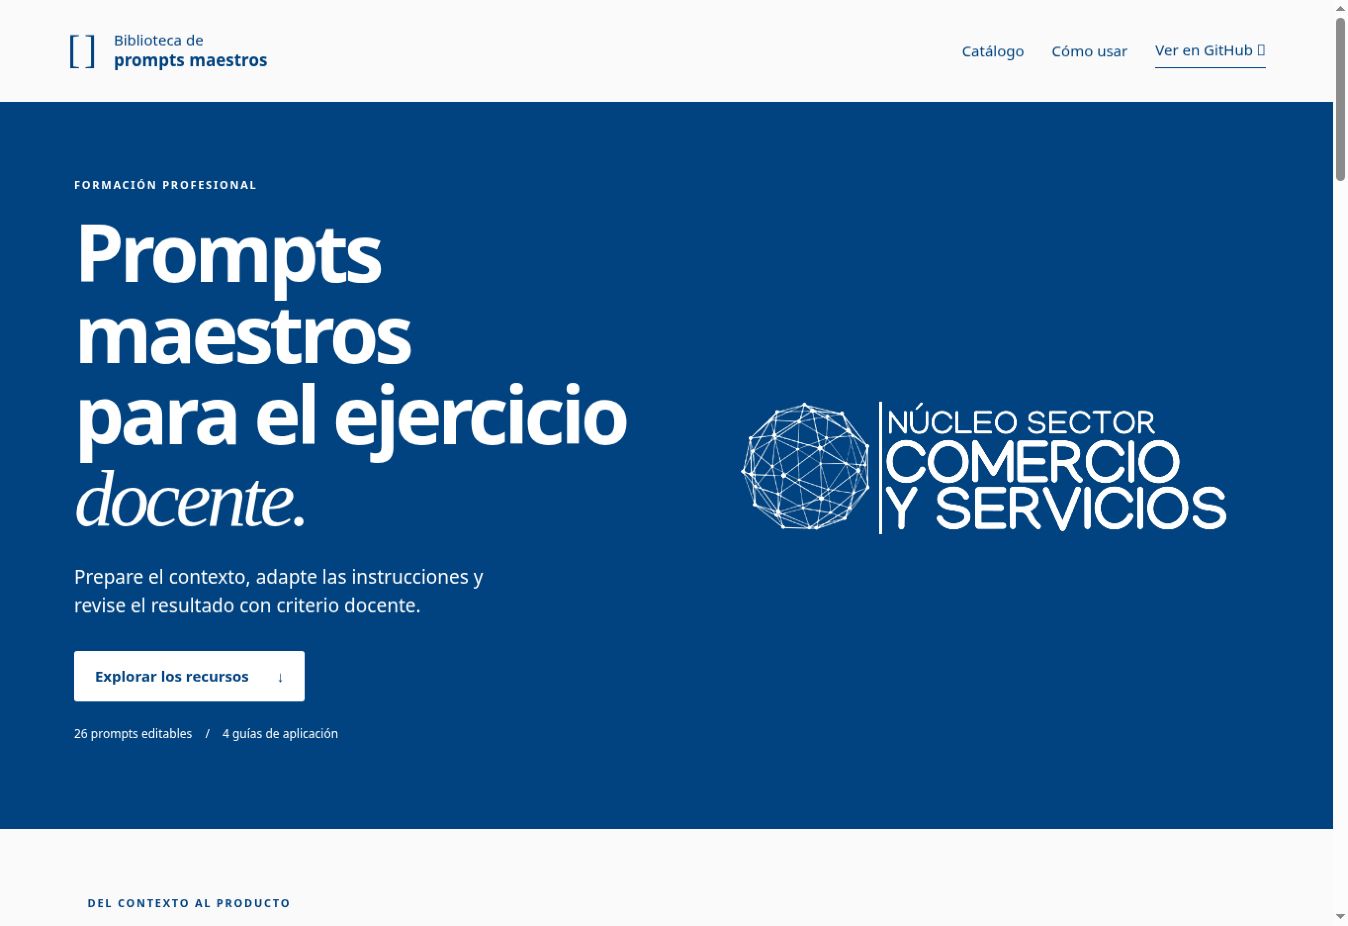 [ ]
Biblioteca de
prompts maestros
Catálogo
Cómo usar
Ver en GitHub
FORMACIÓN PROFESIONAL
Prompts
maestros
para el ejercicio
docente.
Prepare el contexto, adapte las instrucciones y
revise el resultado con criterio docente.
Explorar los recursos ↓
26 prompts editables / 4 guías de aplicación
NÚCLEO SECTOR
COMERCIO
Y SERVICIOS
DEL CONTEXTO AL PRODUCTO